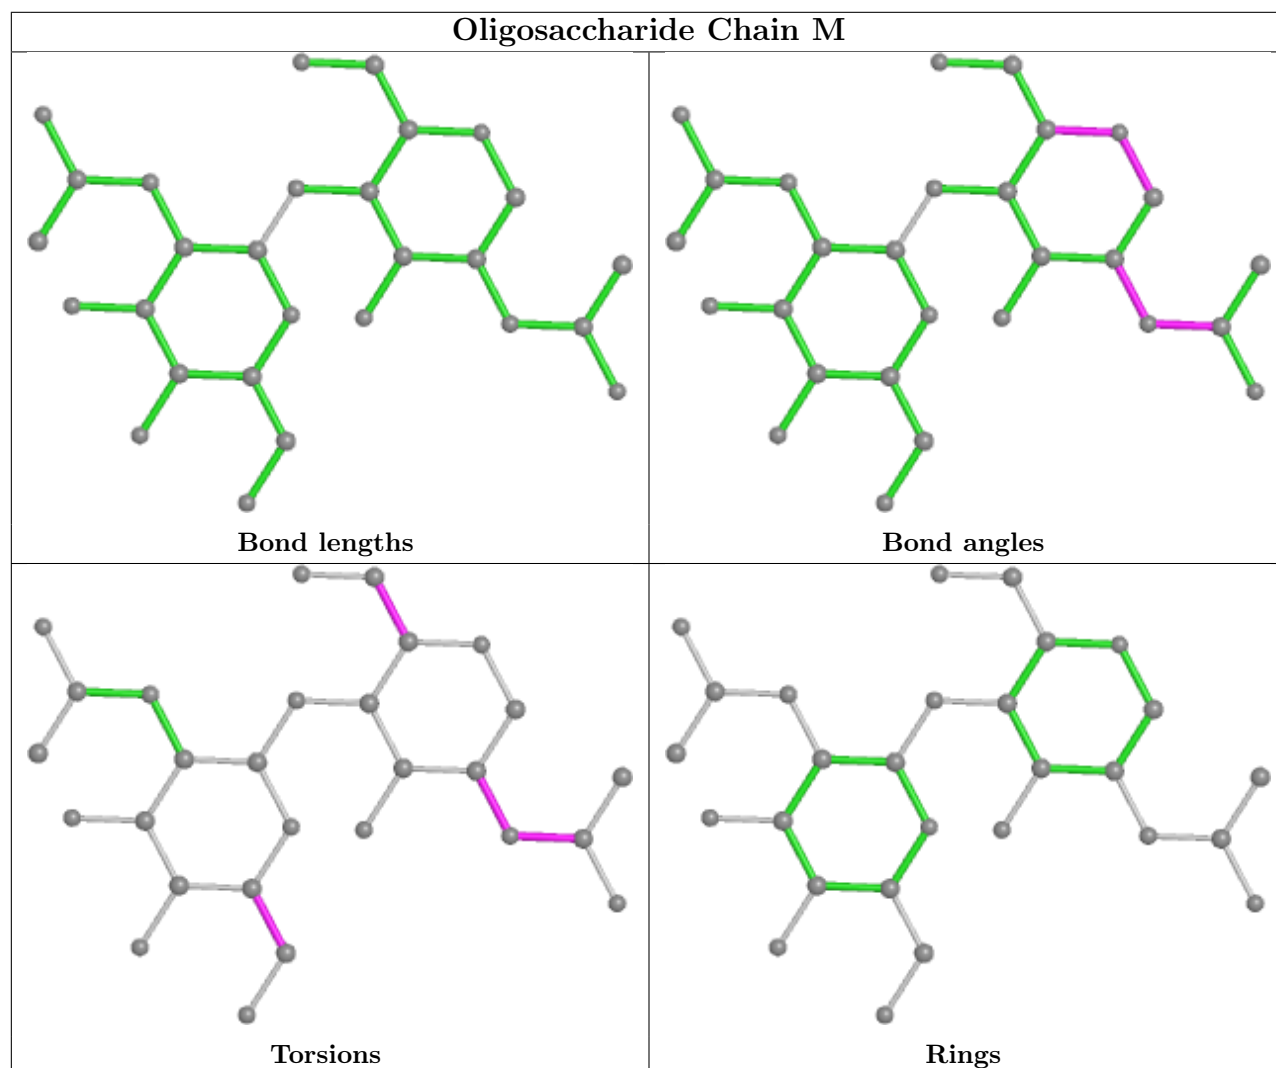 Oligosaccharide Chain M
Bond lengths
Bond angles
Torsions
Rings